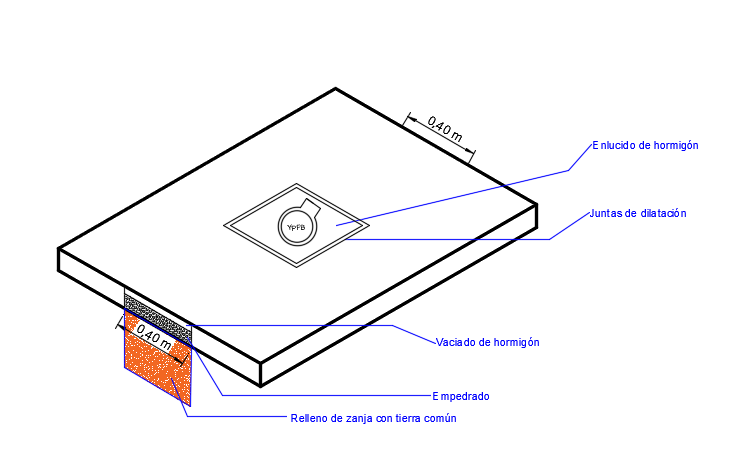 0,40 m
Enlucido de hormigón
Juntas de dilatación
YPFB
0,40 m
Vaciado de hormigón
Empedrado
Relleno de zanja con tierra común